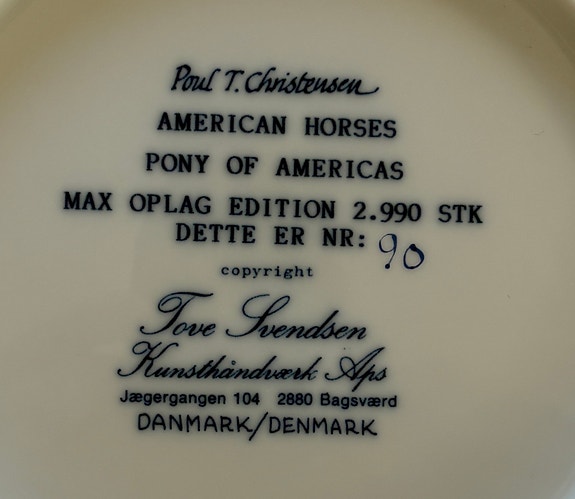 Poul T. Christensen
AMERICAN HORSES
PONY OF AMERICAS
MAX OPLAG EDITION 2.990 STK
DETTE ER NR: 90
copyright
Tove Svendsen
Kunsthåndværk Aps
Jægergangen 104 2880 Bagsværd
DANMARK/DENMARK